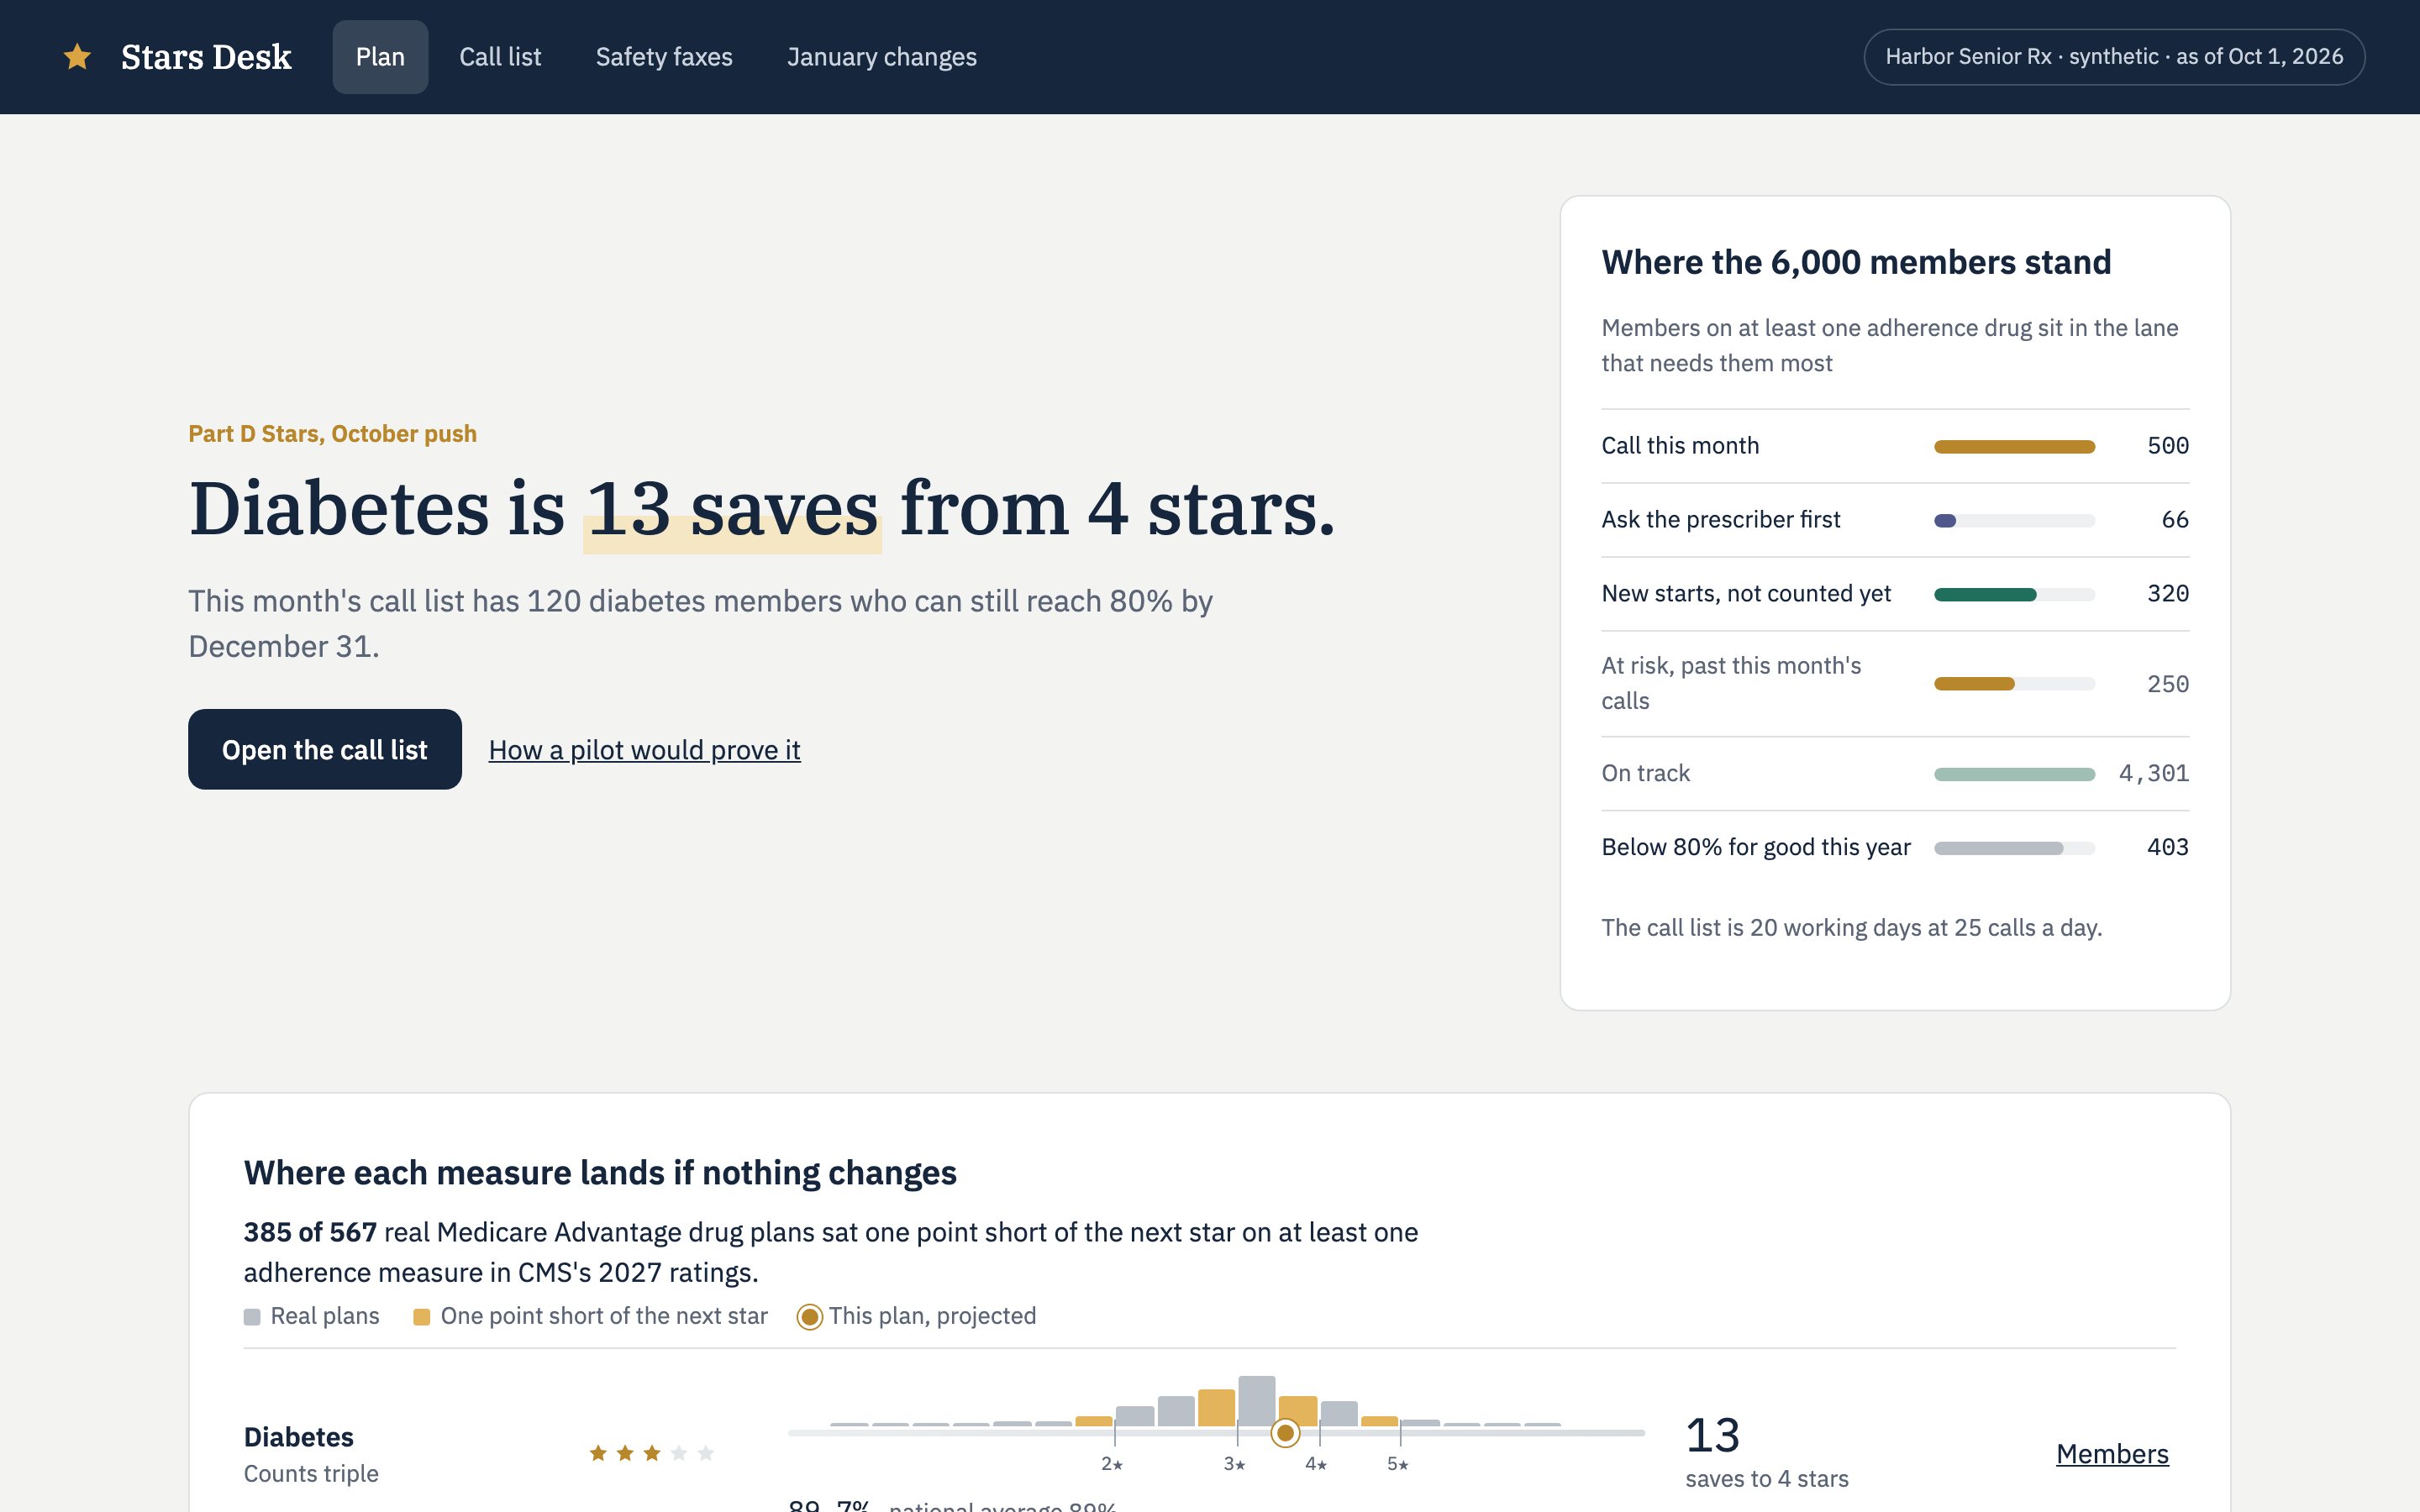 Stars Desk
Plan
Call list
Safety faxes
January changes
Harbor Senior Rx · synthetic · as of Oct 1, 2026
Part D Stars, October push
Diabetes is 13 saves from 4 stars.
This month's call list has 120 diabetes members who can still reach 80% by
December 31.
Open the call list
How a pilot would prove it
Where the 6,000 members stand
Members on at least one adherence drug sit in the lane
that needs them most
Call this month 500
Ask the prescriber first 66
New starts, not counted yet 320
At risk, past this month's
calls 250
On track 4,301
Below 80% for good this year 403
The call list is 20 working days at 25 calls a day.
Where each measure lands if nothing changes
385 of 567 real Medicare Advantage drug plans sat one point short of the next star on at least one
adherence measure in CMS's 2027 ratings.
Real plans
One point short of the next star
This plan, projected
Diabetes
Counts triple
2★ 3★ 4★ 5★
89.7% national average 89%
13
saves to 4 stars
Members